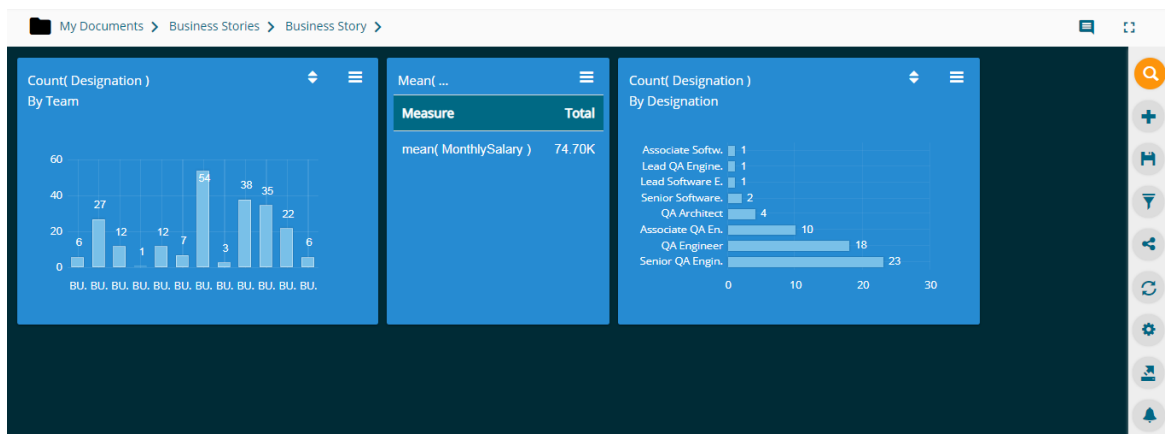 My Documents > Business Stories > Business Story >
Count( Designation )
By Team
60
40
20
0
6
27
12
1
12
7
54
3
38
35
22
6
BU. BU. BU. BU. BU. BU. BU. BU. BU. BU. BU. BU.
Mean( ...
Measure Total
mean( MonthlySalary ) 74.70K
Count( Designation )
By Designation
Associate Softw. 1
Lead QA Engine. 1
Lead Software E. 1
Senior Software. 2
QA Architect 4
Associate QA En. 10
QA Engineer 18
Senior QA Engin. 23
0 10 20 30